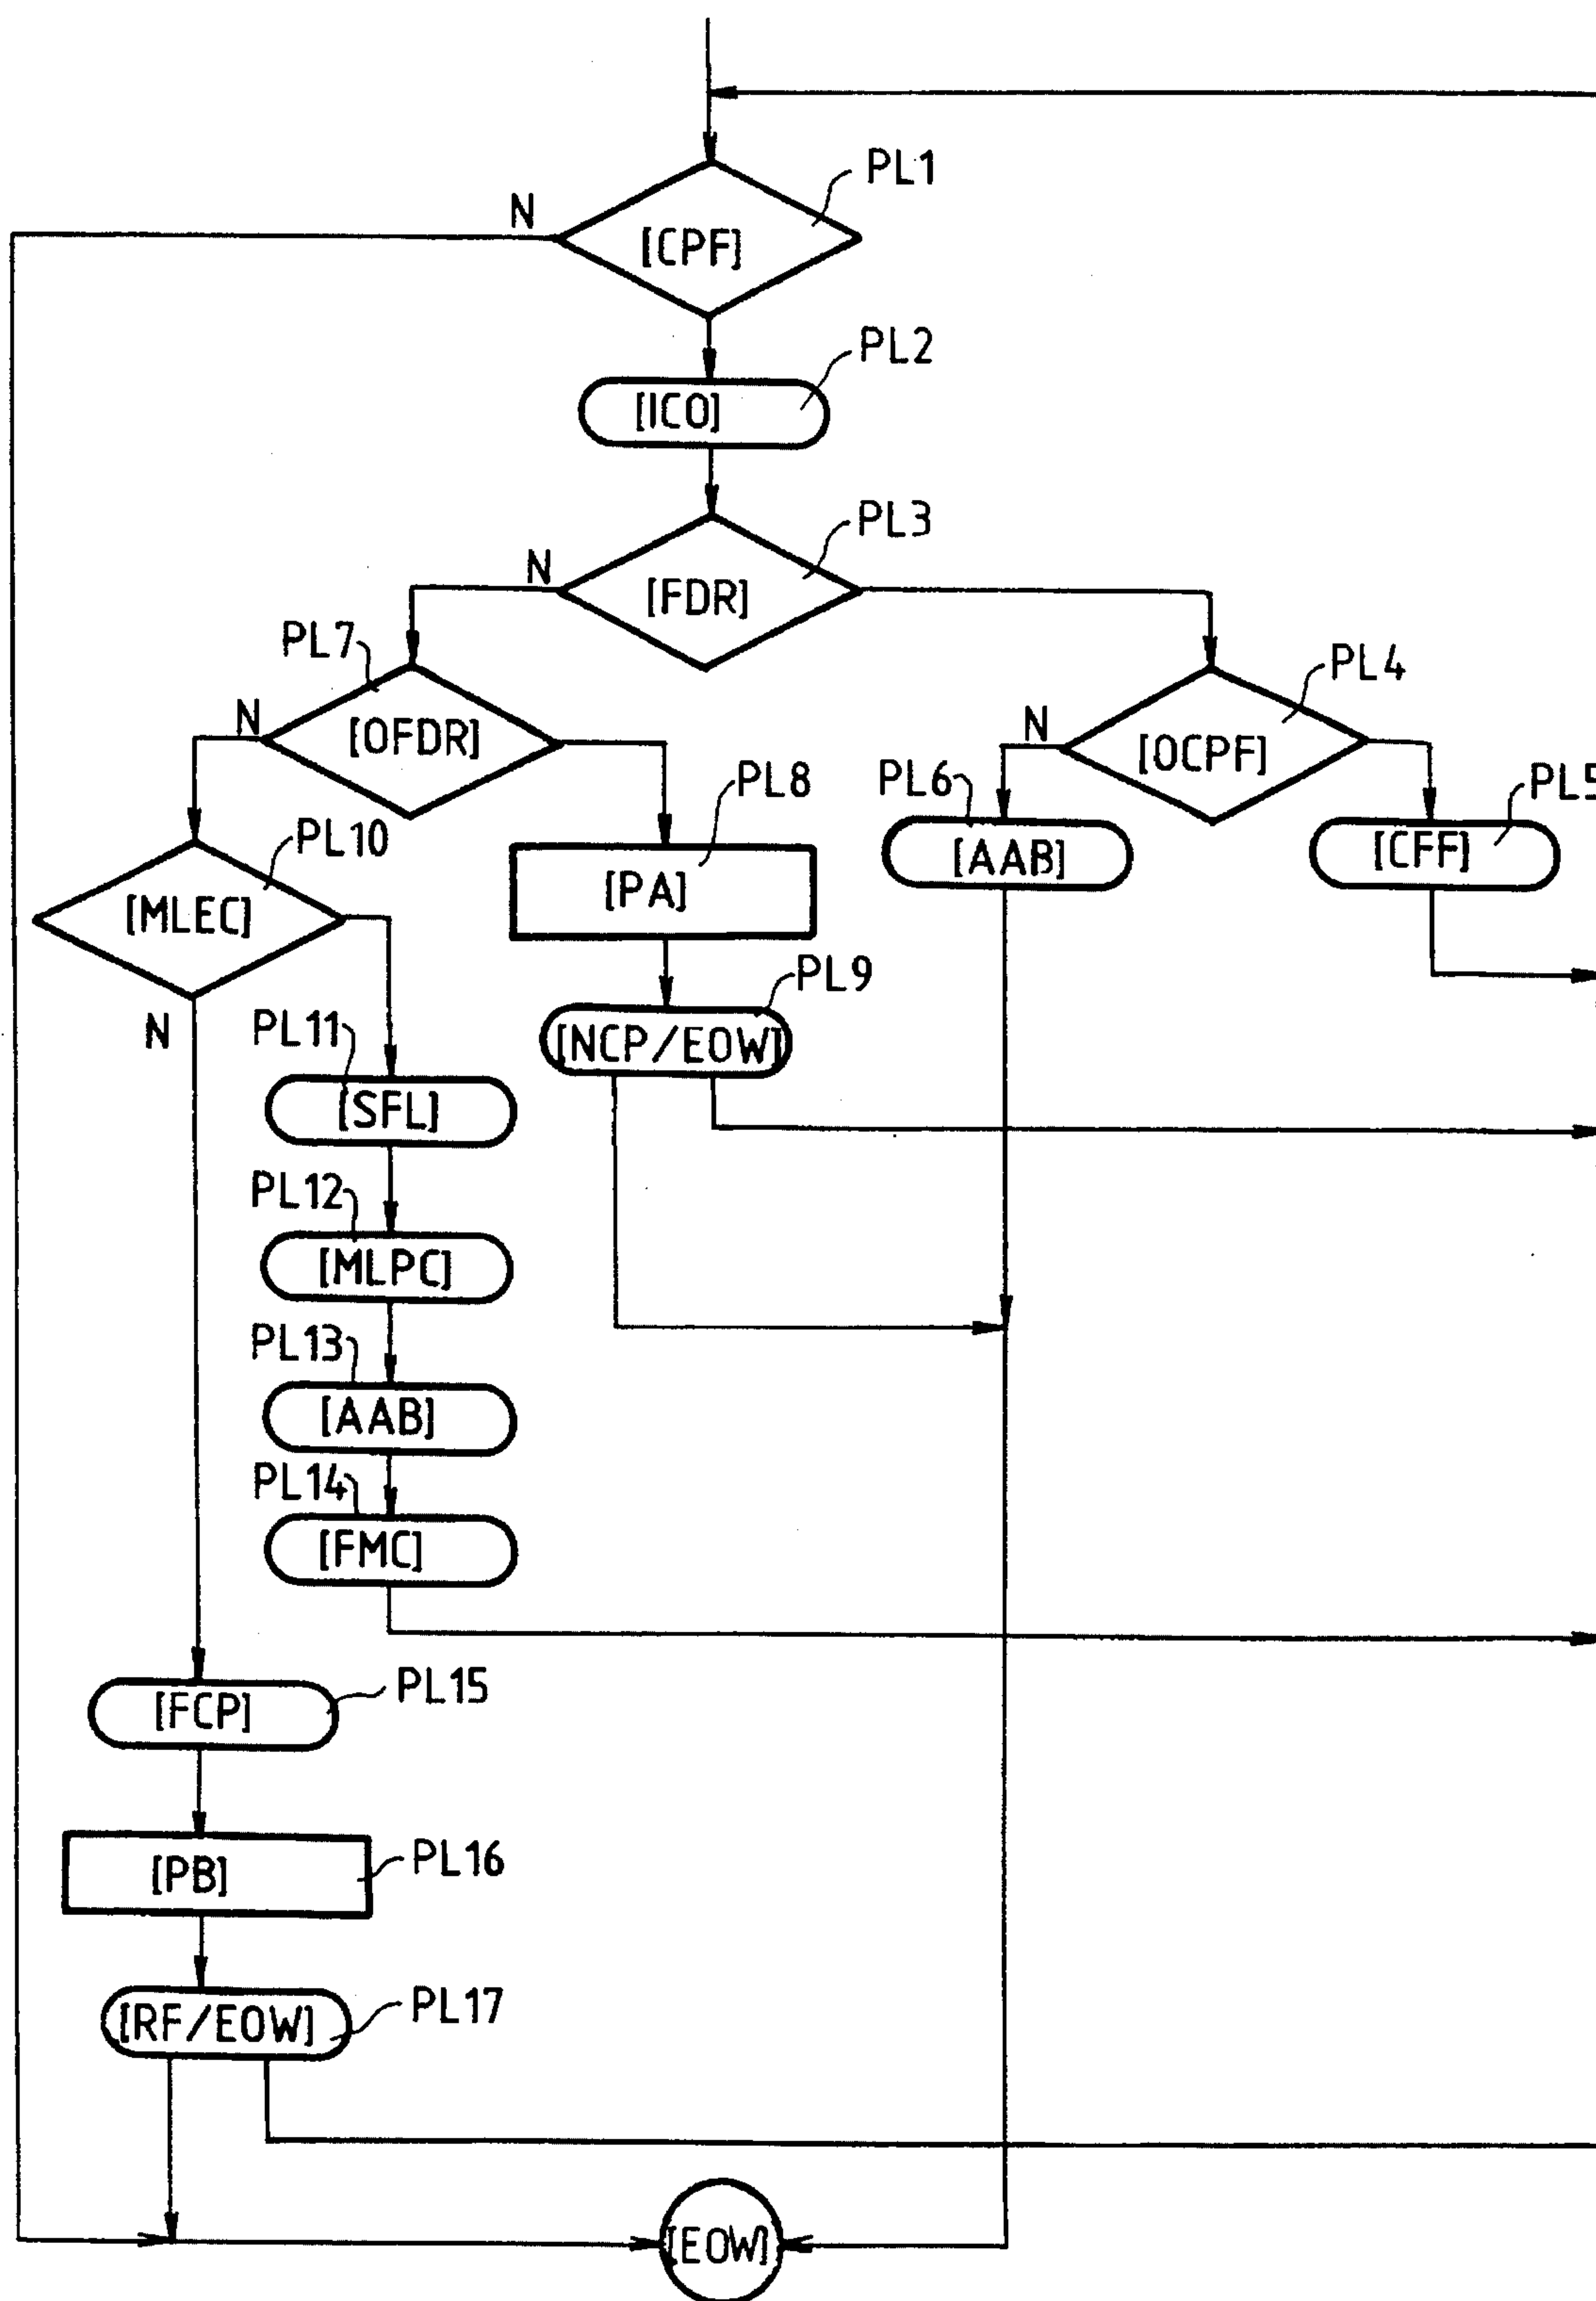 PL1
N
[CPF]
PL2
[ICO]
PL3
N
[FDR]
PL7
PL4
N
[OFDR]
N
[OCPF]
PL8
PL6
PL5
PL10
[PA]
[AAB]
[CFF]
[MLEC]
PL9
N
PL11
[NCP/EOW]
[SFL]
PL12
[MLPC]
PL13
[AAB]
PL14
[FMC]
PL15
[FCP]
PL16
[PB]
PL17
[RF/EOW]
[EOW]